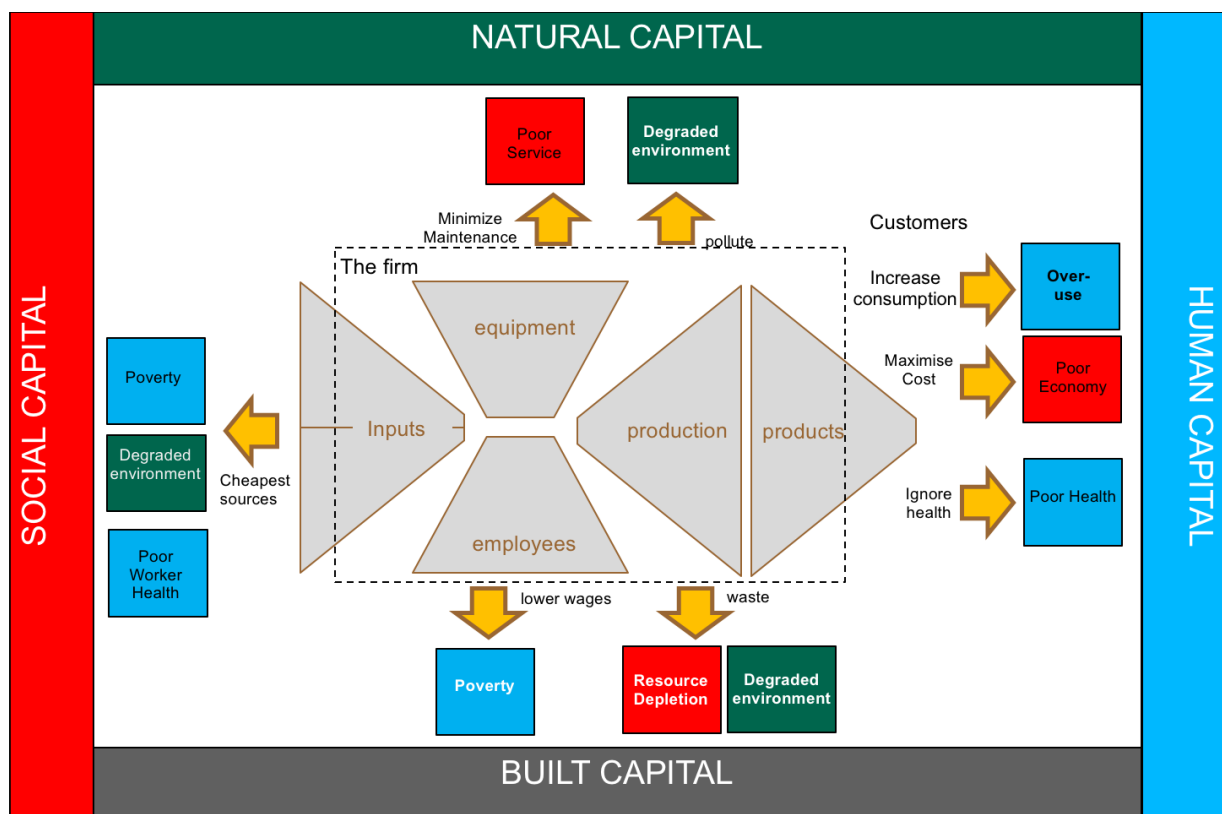 NATURAL CAPITAL
SOCIAL CAPITAL
HUMAN CAPITAL
Poor
Service
Degraded
environment
Minimize
Maintenance
pollute
Customers
The firm
Increase
consumption
Over-
use
equipment
Poverty
Maximise
Cost
Poor
Economy
Inputs
production
products
Degraded
environment
Cheapest
sources
Ignore
health
Poor Health
employees
Poor
Worker
Health
lower wages
waste
Poverty
Resource
Depletion
Degraded
environment
BUILT CAPITAL